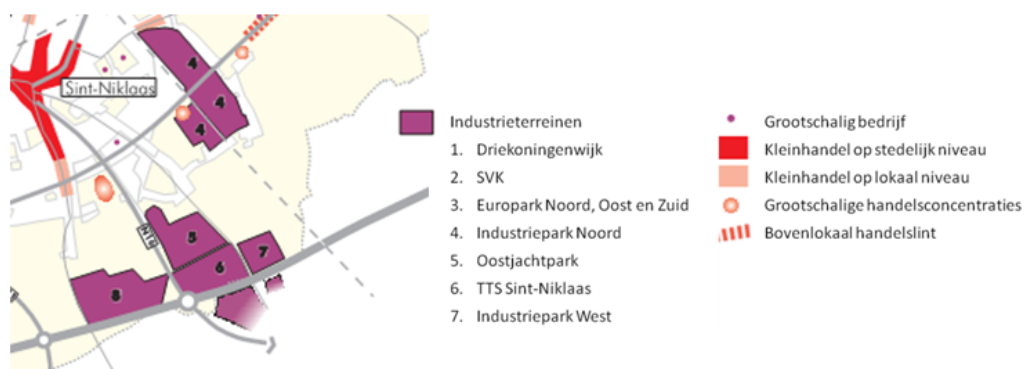 4
4
Sint-Niklaas
4
N16
5
7
6
8
Industrieterreinen
1. Driekoningenwijk
2. SVK
3. Europark Noord, Oost en Zuid
4. Industriepark Noord
5. Oostjachtpark
6. TTS Sint-Niklaas
7. Industriepark West
Grootschalig bedrijf
Kleinhandel op stedelijk niveau
Kleinhandel op lokaal niveau
Grootschalige handelsconcentraties
Bovenlokaal handelslint